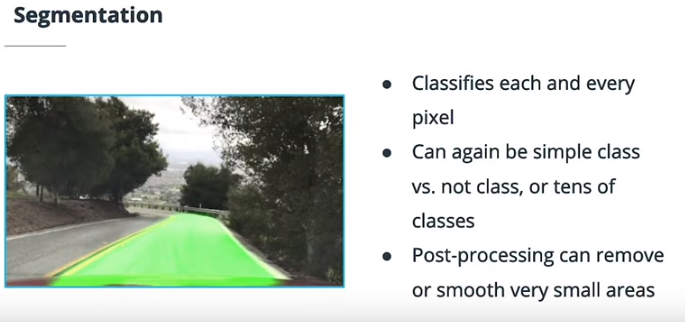 Segmentation
● Classifies each and every
pixel
● Can again be simple class
vs. not class, or tens of
classes
● Post-processing can remove
or smooth very small areas